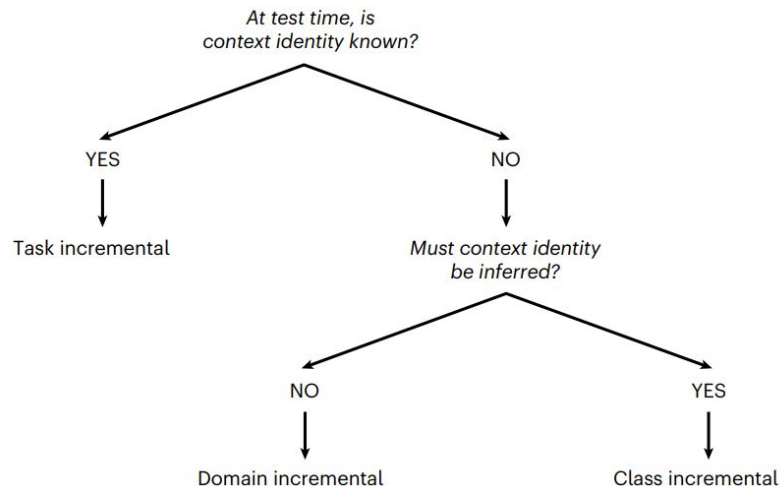 At test time, is
context identity known?
YES
NO
Task incremental
Must context identity
be inferred?
NO
YES
Domain incremental
Class incremental